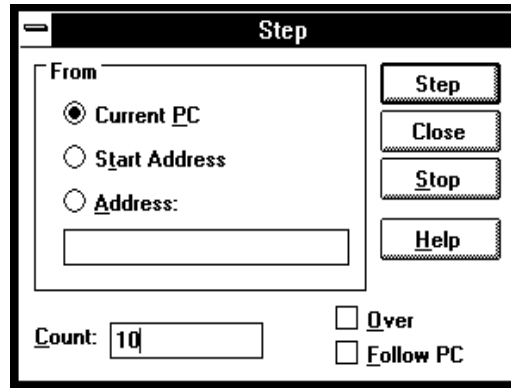 Step
From
Current PC
Start Address
Address:
Step
Close
Stop
Help
Count: 10
Over
Follow PC